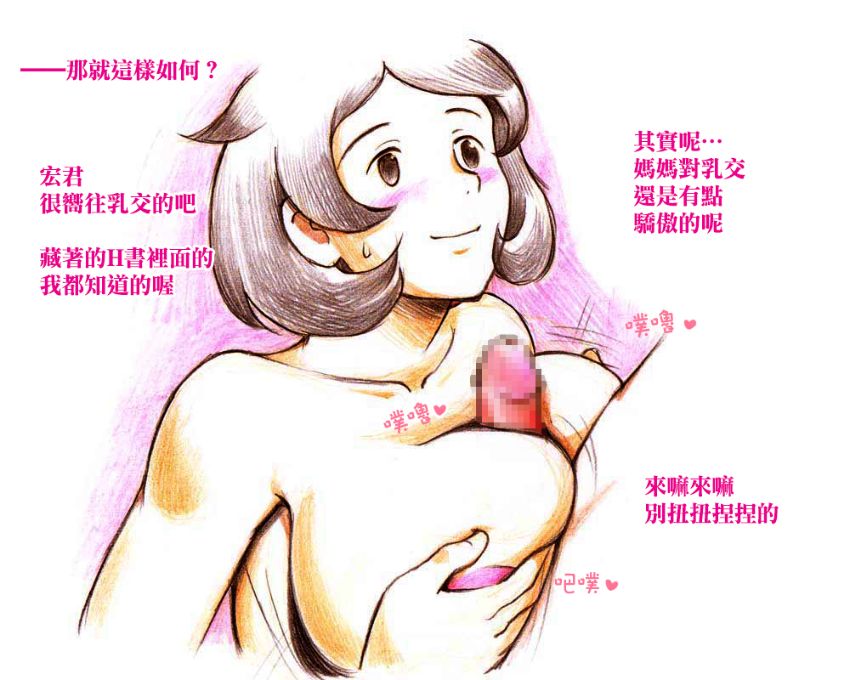 ——那就這樣如何？
宏君
很嚮往乳交的吧
藏著的H書裡面的
我都知道的喔
其實呢…
媽媽對乳交
還是有點
驕傲的呢
噗嚕♥
噗嚕♥
來嘛來嘛
別扭扭捏捏的
吧噗♥